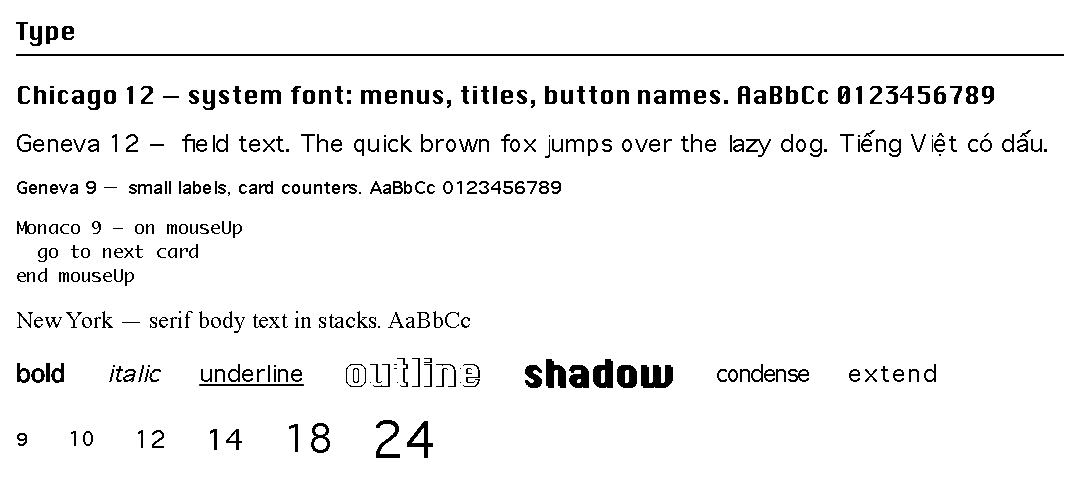 Type
Chicago 12 — system font: menus, titles, button names. AaBbCc 0123456789
Geneva 12 — field text. The quick brown fox jumps over the lazy dog. Tiếng Việt có dấu.
Geneva 9 — small labels, card counters. AaBbCc 0123456789
Monaco 9 — on mouseUp
  go to next card
end mouseUp
New York — serif body text in stacks. AaBbCc
bold italic underline outline shadow condense extend
9 10 12 14 18 24